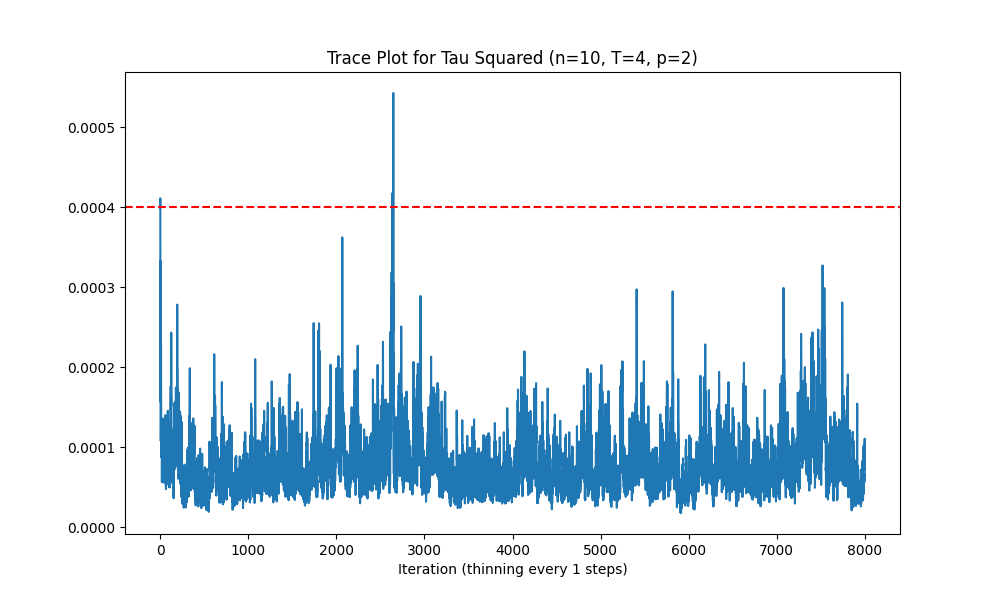 Trace Plot for Tau Squared (n=10, T=4, p=2)
0.0005
0.0004
0.0003
0.0002
0.0001
0.0000
0 1000 2000 3000 4000 5000 6000 7000 8000
Iteration (thinning every 1 steps)